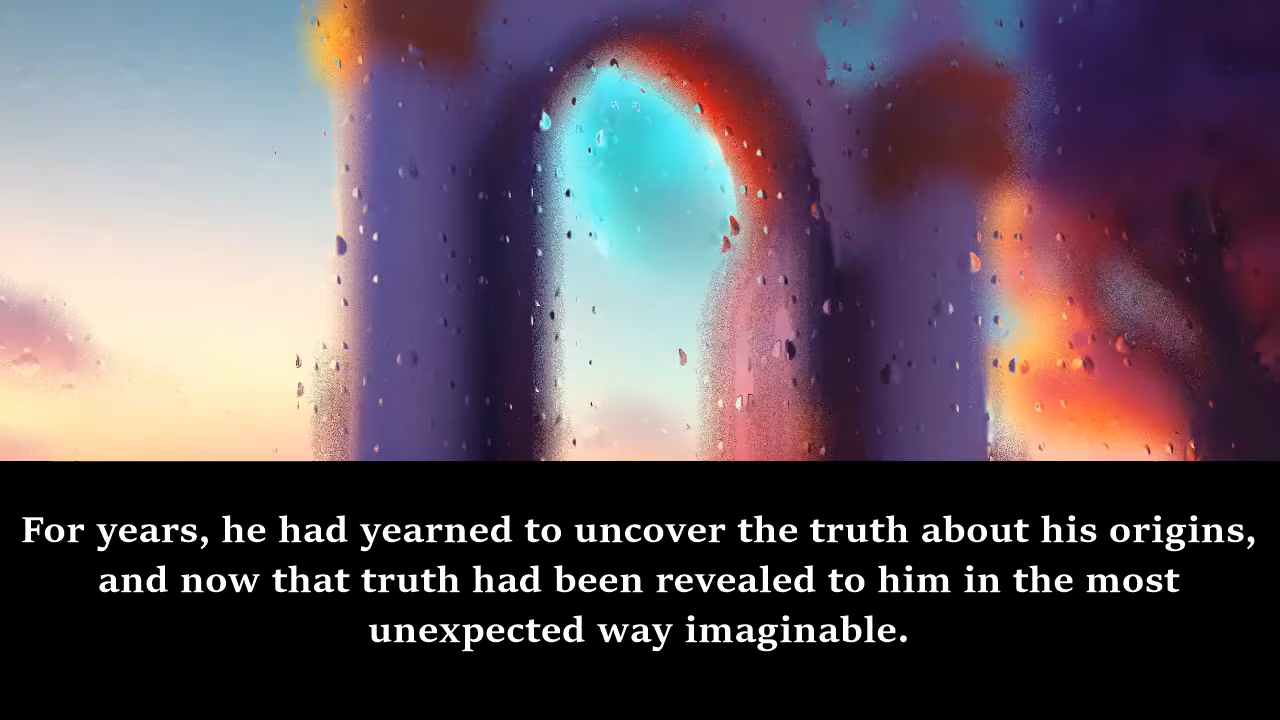 For years, he had yearned to uncover the truth about his origins,
and now that truth had been revealed to him in the most
unexpected way imaginable.